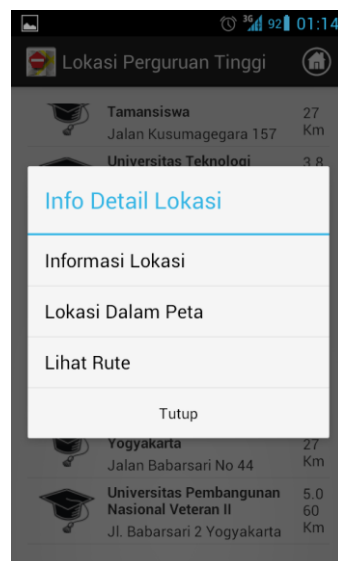 3G 92 01:14
Lokasi Perguruan Tinggi
Tamansiswa 27
Jalan Kusumagegara 157 Km
Universitas Teknologi 3.8
Info Detail Lokasi
Informasi Lokasi
Lokasi Dalam Peta
Lihat Rute
Tutup
Yogyakarta 27
Jalan Babarsari No 44 Km
Universitas Pembangunan 5.0
Nasional Veteran II 60
Jl. Babarsari 2 Yogyakarta Km